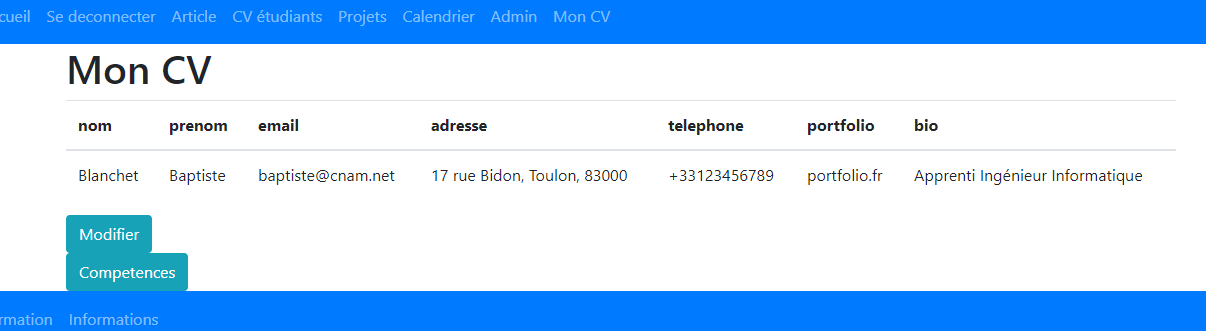 cueil Se deconnecter Article CV étudiants Projets Calendrier Admin Mon CV
Mon CV
nom prenom email adresse telephone portfolio bio
Blanchet Baptiste baptiste@cnam.net 17 rue Bidon, Toulon, 83000 +33123456789 portfolio.fr Apprenti Ingénieur Informatique
Modifier
Competences
rmation Informations